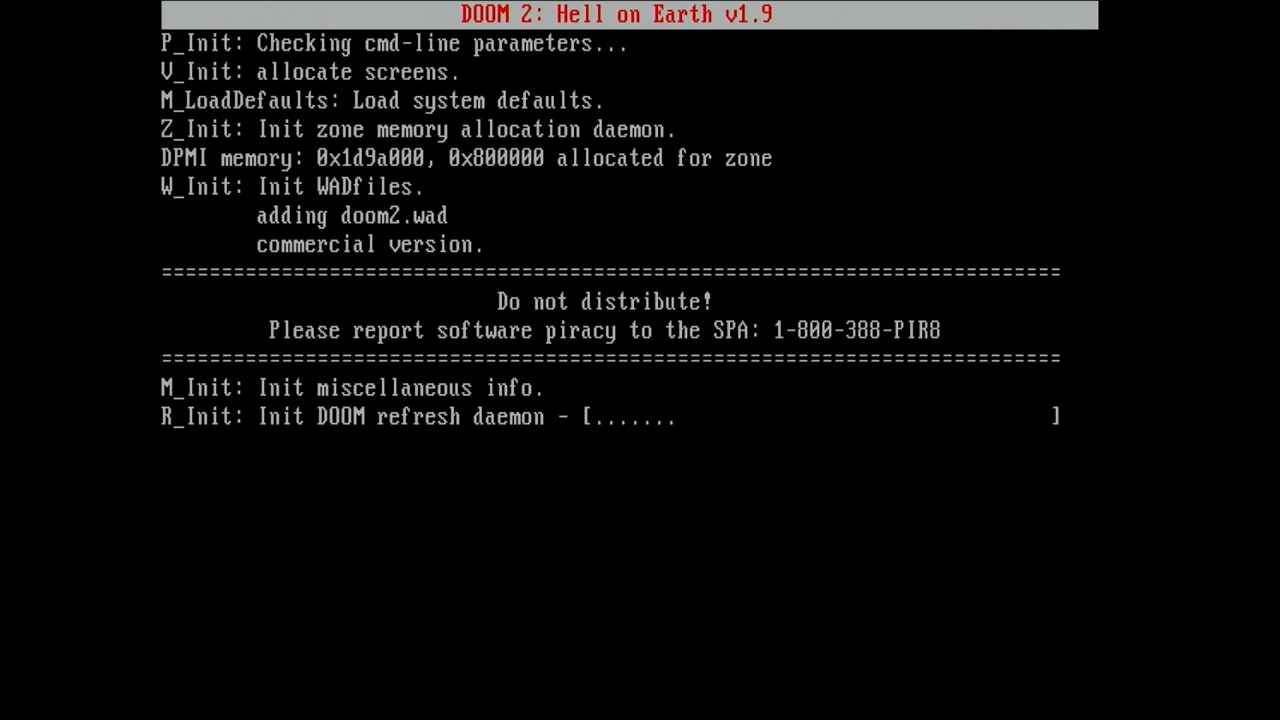 DOOM 2: Hell on Earth v1.9
P_Init: Checking cmd-line parameters...
V_Init: allocate screens.
M_LoadDefaults: Load system defaults.
Z_Init: Init zone memory allocation daemon.
DPMI memory: 0x1d9a000, 0x800000 allocated for zone
W_Init: Init WADfiles.
adding doom2.wad
commercial version.
===========================================================================
Do not distribute!
Please report software piracy to the SPA: 1-800-388-PIR8
===========================================================================
M_Init: Init miscellaneous info.
R_Init: Init DOOM refresh daemon - [.......                               ]